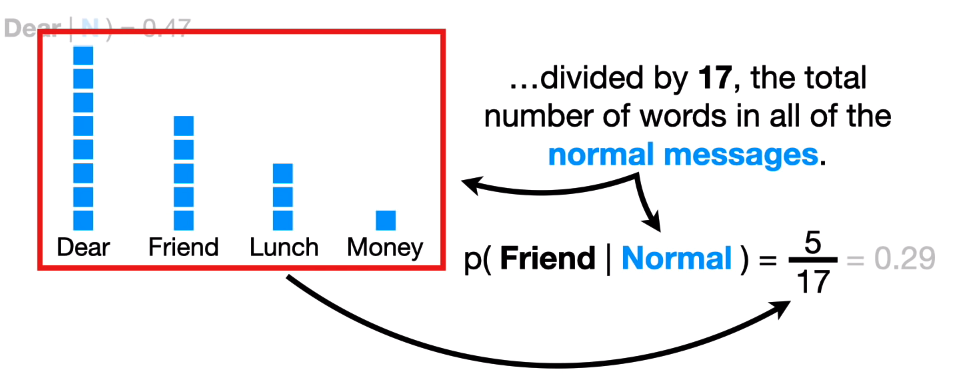 Dear | N ) = 0.47
…divided by 17, the total
number of words in all of the
normal messages.
Dear Friend Lunch Money
p( Friend | Normal ) = 5/17 = 0.29